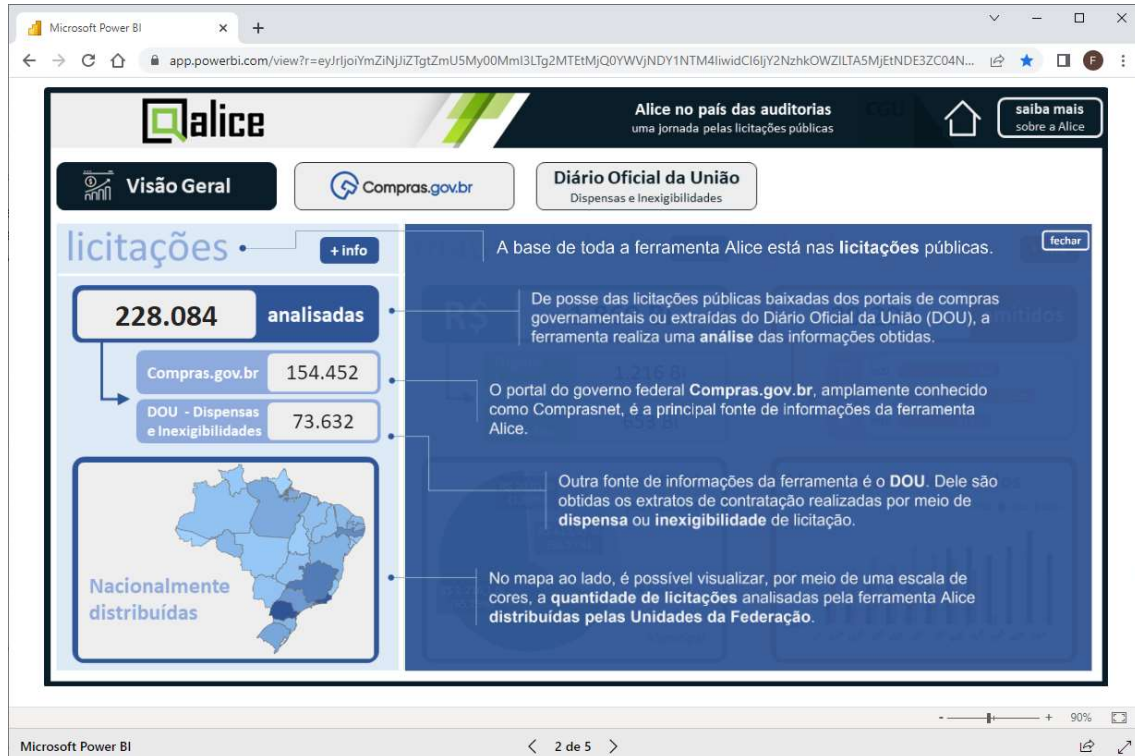 Microsoft Power BI
app.powerbi.com/view?r=eyJrIjoiYmZiNjJiZTgtZmU5My00MmI3LTg2MTEtMjQ0YWVjNDY1NTM4IiwidCI6IjY2NzhkOWZlLTA5MjEtNDE3ZC04N...
F
alice
Alice no país das auditorias
uma jornada pelas licitações públicas
CGU
saiba mais
sobre a Alice
Visão Geral
Compras.gov.br
Diário Oficial da União
Dispensas e Inexigibilidades
licitações
+ info
A base de toda a ferramenta Alice está nas licitações públicas.
fechar
228.084 analisadas
De posse das licitações públicas baixadas dos portais de compras
governamentais ou extraídas do Diário Oficial da União (DOU), a
ferramenta realiza uma análise das informações obtidas.
R$
Compras.gov.br 154.452
DOU - Dispensas
e Inexigibilidades
73.632
O portal do governo federal Compras.gov.br, amplamente conhecido
como Comprasnet, é a principal fonte de informações da ferramenta
Alice.
Outra fonte de informações da ferramenta é o DOU. Dele são
obtidas os extratos de contratação realizadas por meio de
dispensa ou inexigibilidade de licitação.
Nacionalmente
distribuídas
No mapa ao lado, é possível visualizar, por meio de uma escala de
cores, a quantidade de licitações analisadas pela ferramenta Alice
distribuídas pelas Unidades da Federação.
- + 90%
Microsoft Power BI
2 de 5